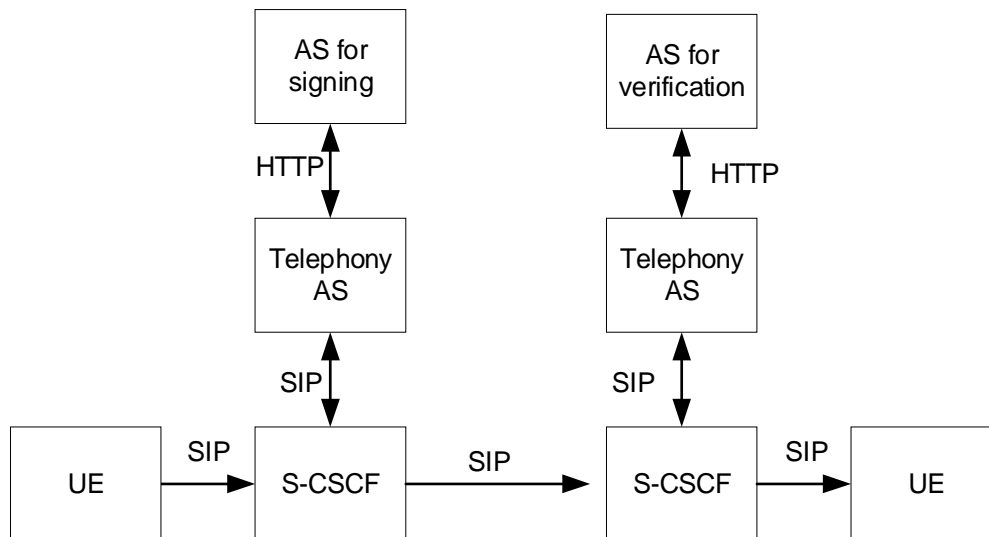 AS for
signing
AS for
verification
HTTP
HTTP
Telephony
AS
Telephony
AS
SIP
SIP
UE
SIP
S-CSCF
SIP
S-CSCF
SIP
UE